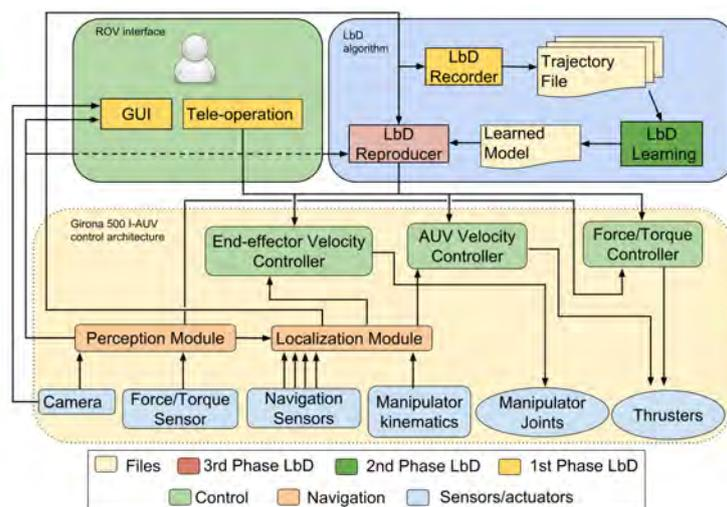 ROV interface
GUI
Tele-operation
LbD
algorithm
LbD
Recorder
Trajectory
File
LbD
Reproducer
Learned
Model
LbD
Learning
Girona 500 I-AUV
control architecture
End-effector Velocity
Controller
AUV Velocity
Controller
Force/Torque
Controller
Perception Module
Localization Module
Camera
Force/Torque
Sensor
Navigation
Sensors
Manipulator
kinematics
Manipulator
Joints
Thrusters
Files
3rd Phase LbD
2nd Phase LbD
1st Phase LbD
Control
Navigation
Sensors/actuators